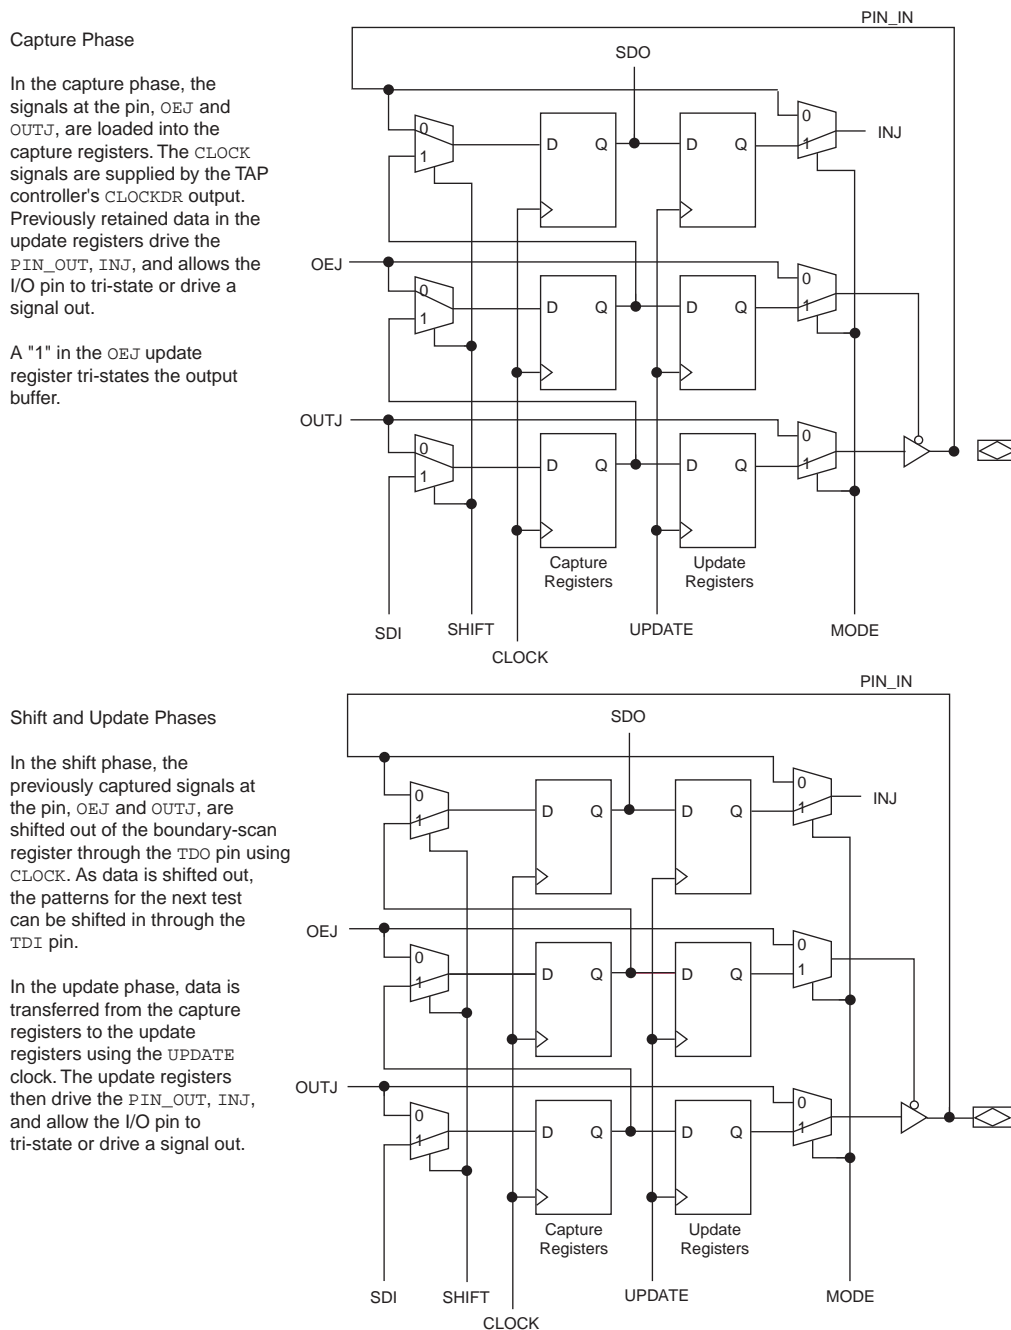 Capture Phase
In the capture phase, the
signals at the pin, OEJ and
OUTJ, are loaded into the
capture registers. The CLOCK
signals are supplied by the TAP
controller's CLOCKDR output.
Previously retained data in the
update registers drive the
PIN_OUT, INJ, and allows the
I/O pin to tri-state or drive a
signal out.
A "1" in the OEJ update
register tri-states the output
buffer.
PIN_IN
SDO
0
1
D Q
D Q
0
1
INJ
OEJ
0
1
D Q
D Q
0
1
OUTJ
0
1
D Q
D Q
0
1
Capture
Registers
Update
Registers
SDI
SHIFT
CLOCK
UPDATE
MODE
Shift and Update Phases
In the shift phase, the
previously captured signals at
the pin, OEJ and OUTJ, are
shifted out of the boundary-scan
register through the TDO pin using
CLOCK. As data is shifted out,
the patterns for the next test
can be shifted in through the
TDI pin.
In the update phase, data is
transferred from the capture
registers to the update
registers using the UPDATE
clock. The update registers
then drive the PIN_OUT, INJ,
and allow the I/O pin to
tri-state or drive a signal out.
PIN_IN
SDO
0
1
D Q
D Q
0
1
INJ
OEJ
0
1
D Q
D Q
0
1
OUTJ
0
1
D Q
D Q
0
1
Capture
Registers
Update
Registers
SDI
SHIFT
CLOCK
UPDATE
MODE